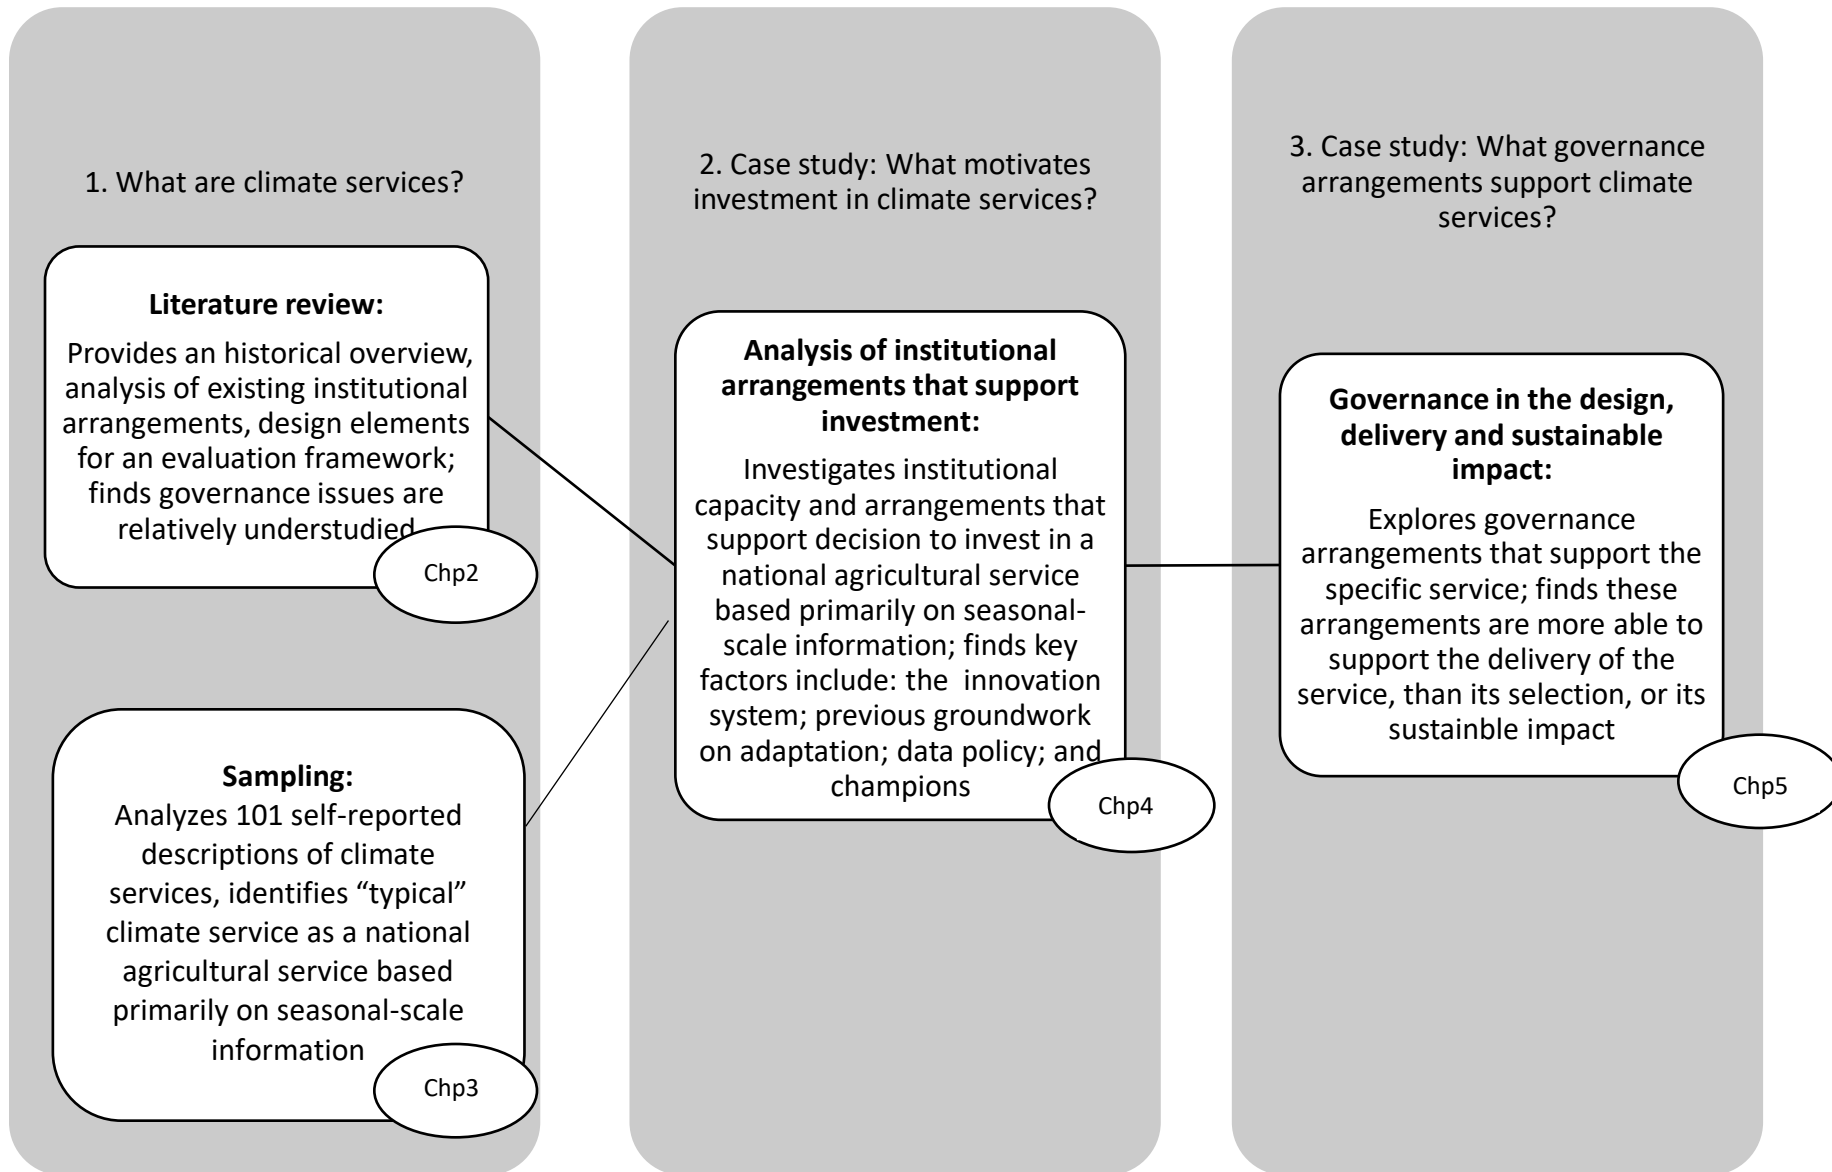 1. What are climate services?
Literature review:
Provides an historical overview,
analysis of existing institutional
arrangements, design elements
for an evaluation framework;
finds governance issues are
relatively understudied
Chp2
Sampling:
Analyzes 101 self-reported
descriptions of climate
services, identifies “typical”
climate service as a national
agricultural service based
primarily on seasonal-scale
information
Chp3
2. Case study: What motivates
investment in climate services?
Analysis of institutional
arrangements that support
investment:
Investigates institutional
capacity and arrangements that
support decision to invest in a
national agricultural service
based primarily on seasonal-
scale information; finds key
factors include: the innovation
system; previous groundwork
on adaptation; data policy; and
champions
Chp4
3. Case study: What governance
arrangements support climate
services?
Governance in the design,
delivery and sustainable
impact:
Explores governance
arrangements that support the
specific service; finds these
arrangements are more able to
support the delivery of the
service, than its selection, or its
sustainble impact
Chp5